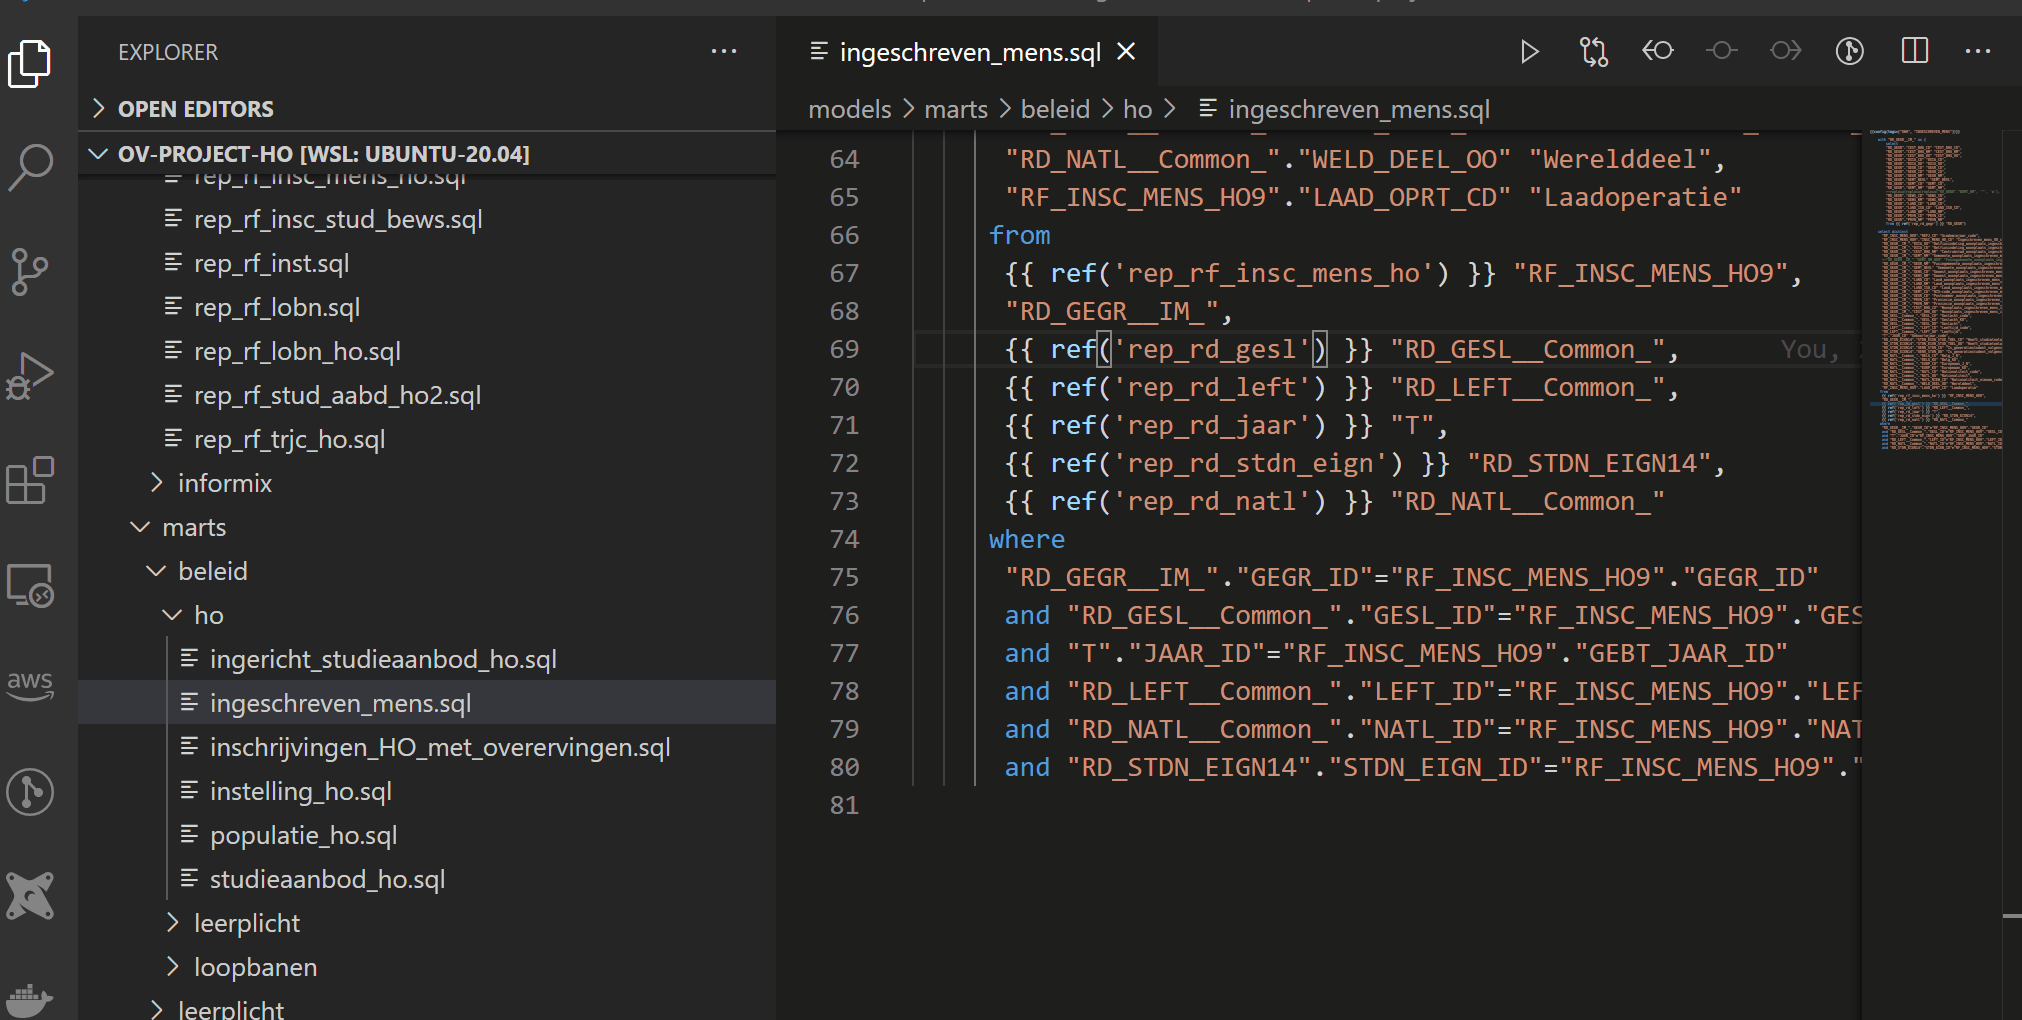 EXPLORER
OPEN EDITORS
OV-PROJECT-HO [WSL: UBUNTU-20.04]
rep_rf_insc_mens_ho.sql
rep_rf_insc_stud_bews.sql
rep_rf_inst.sql
rep_rf_lobn.sql
rep_rf_lobn_ho.sql
rep_rf_stud_aabd_ho2.sql
rep_rf_trjc_ho.sql
informix
marts
beleid
ho
ingericht_studieaanbod_ho.sql
ingeschreven_mens.sql
inschrijvingen_HO_met_overervingen.sql
instelling_ho.sql
populatie_ho.sql
studieaanbod_ho.sql
leerplicht
loopbanen
leerplicht
aws
ingeschreven_mens.sql
models > marts > beleid > ho > ingeschreven_mens.sql
64 "RD_NATL__Common_"."WELD_DEEL_OO" "Werelddeel",
65 "RF_INSC_MENS_HO9"."LAAD_OPRT_CD" "Laadoperatie"
66 from
67 {{ ref('rep_rf_insc_mens_ho') }} "RF_INSC_MENS_HO9",
68 "RD_GEGR__IM_",
69 {{ ref('rep_rd_gesl') }} "RD_GESL__Common_", You,
70 {{ ref('rep_rd_left') }} "RD_LEFT__Common_",
71 {{ ref('rep_rd_jaar') }} "T",
72 {{ ref('rep_rd_stdn_eign') }} "RD_STDN_EIGN14",
73 {{ ref('rep_rd_natl') }} "RD_NATL__Common_"
74 where
75 "RD_GEGR__IM_"."GEGR_ID"="RF_INSC_MENS_HO9"."GEGR_ID"
76 and "RD_GESL__Common_"."GESL_ID"="RF_INSC_MENS_HO9"."GES
77 and "T"."JAAR_ID"="RF_INSC_MENS_HO9"."GEBT_JAAR_ID"
78 and "RD_LEFT__Common_"."LEFT_ID"="RF_INSC_MENS_HO9"."LEF
79 and "RD_NATL__Common_"."NATL_ID"="RF_INSC_MENS_HO9"."NAT
80 and "RD_STDN_EIGN14"."STDN_EIGN_ID"="RF_INSC_MENS_HO9"."
81